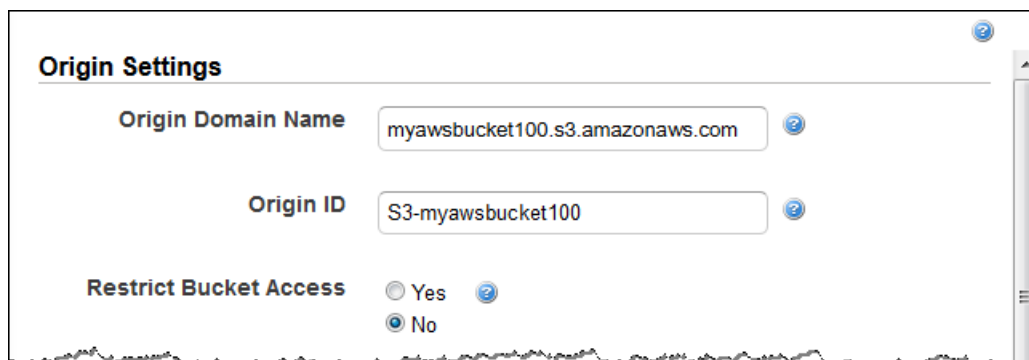 Origin Settings
Origin Domain Name
myawsbucket100.s3.amazonaws.com
?
Origin ID
S3-myawsbucket100
?
Restrict Bucket Access
Yes
?
No